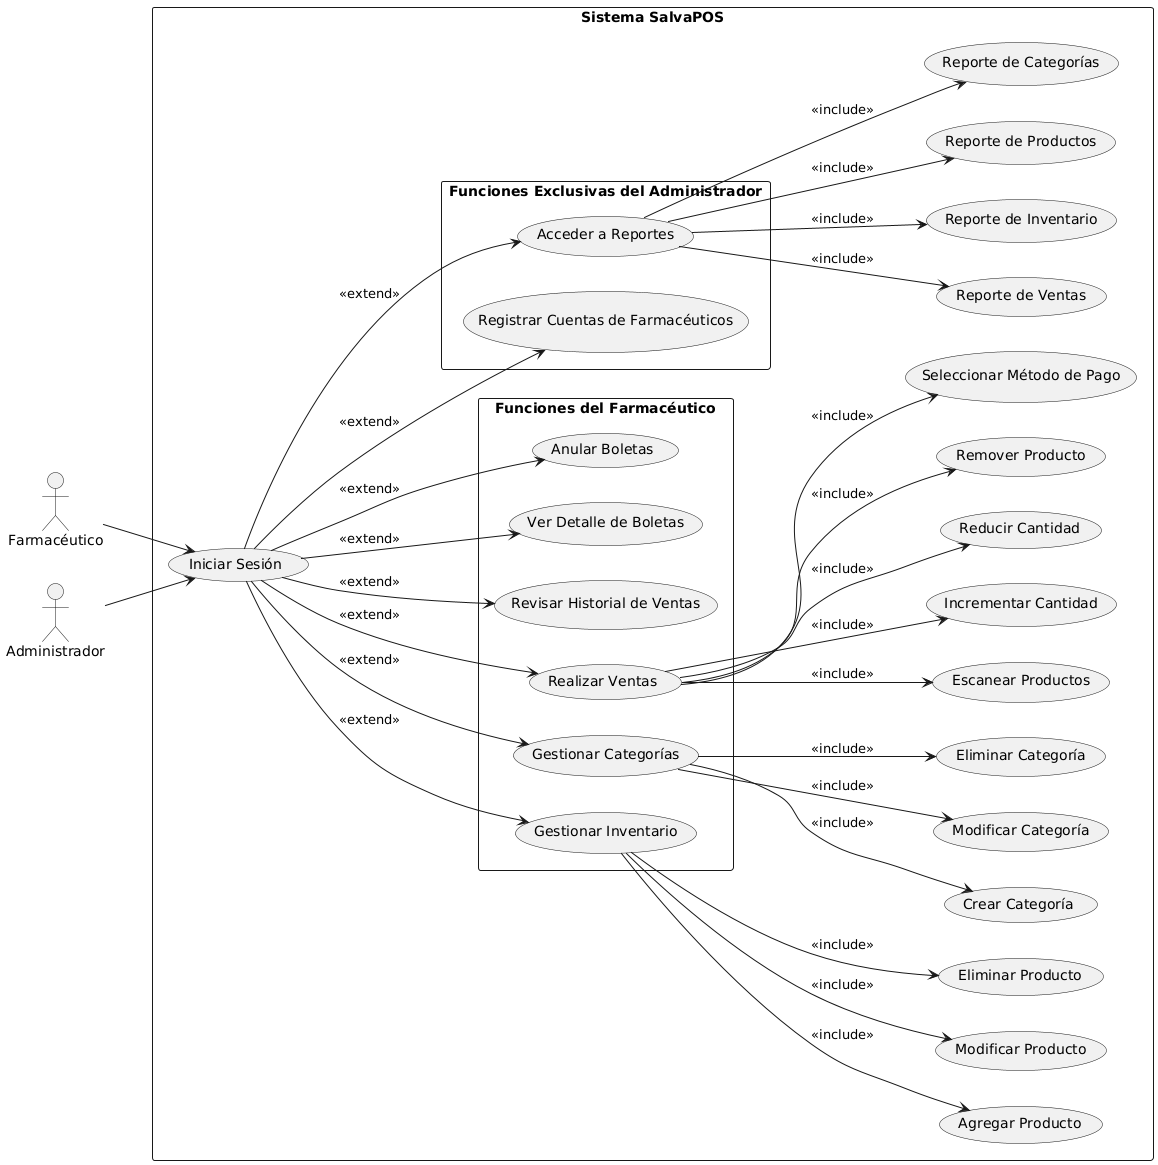 Sistema SalvaPOS
Reporte de Categorías
«include»
Reporte de Productos
«include»
Funciones Exclusivas del Administrador
Reporte de Inventario
«include»
Acceder a Reportes
«include»
Reporte de Ventas
«extend»
Registrar Cuentas de Farmacéuticos
Seleccionar Método de Pago
Funciones del Farmacéutico
«include»
«extend»
Anular Boletas
Remover Producto
«extend»
«include»
Ver Detalle de Boletas
Reducir Cantidad
«extend»
Farmacéutico
Iniciar Sesión
«include»
«extend»
Revisar Historial de Ventas
Incrementar Cantidad
«extend»
«include»
Administrador
«extend»
«include»
Realizar Ventas
Escanear Productos
«extend»
«include»
Gestionar Categorías
Eliminar Categoría
«include»
«include»
Gestionar Inventario
Modificar Categoría
Crear Categoría
«include»
Eliminar Producto
«include»
«include»
Modificar Producto
Agregar Producto